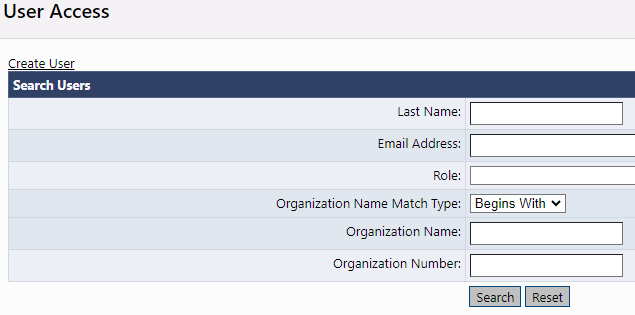 User Access
Create User
Search Users
Last Name:
Email Address:
Role:
Organization Name Match Type: Begins With
Organization Name:
Organization Number:
Search Reset